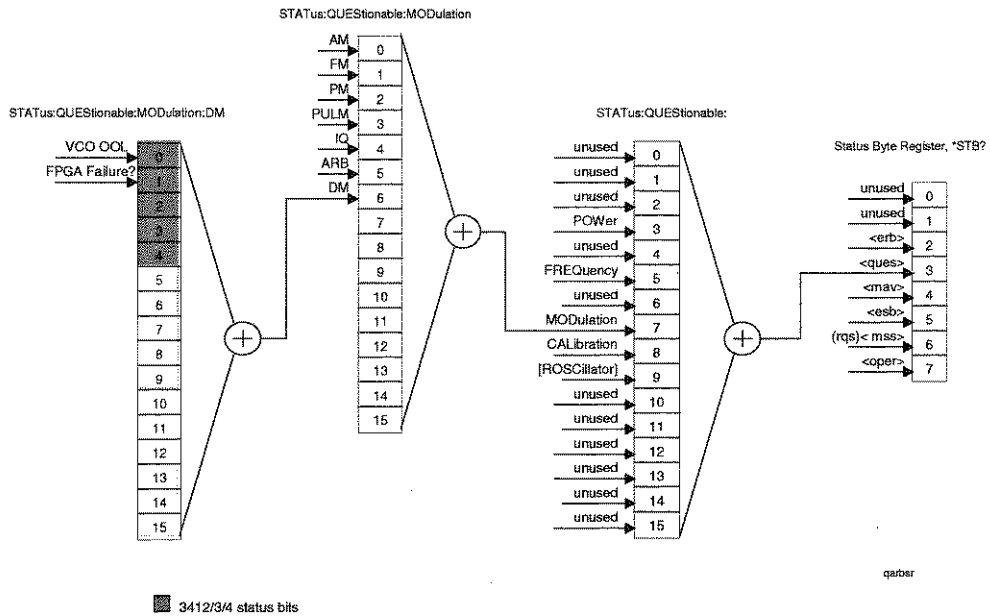 STATus:QUEStionable:MODulation
AM 0
FM 1
PM 2
PULM 3
IQ 4
ARB 5
DM 6
7
8
9
10
11
12
13
14
15
STATus:QUEStionable:MODulation:DM
VCO OOL 0
FPGA Failure? 1
2
3
4
5
6
7
8
9
10
11
12
13
14
15
STATus:QUEStionable:
unused 0
unused 1
unused 2
POWer 3
unused 4
FREQuency 5
unused 6
MODulation 7
CALibration 8
[ROSCillator] 9
unused 10
unused 11
unused 12
unused 13
unused 14
unused 15
Status Byte Register, *STB?
unused 0
unused 1
<erb> 2
<ques> 3
<mav> 4
<esb> 5
(rqs)< mss> 6
<oper> 7
qarbsr
3412/3/4 status bits